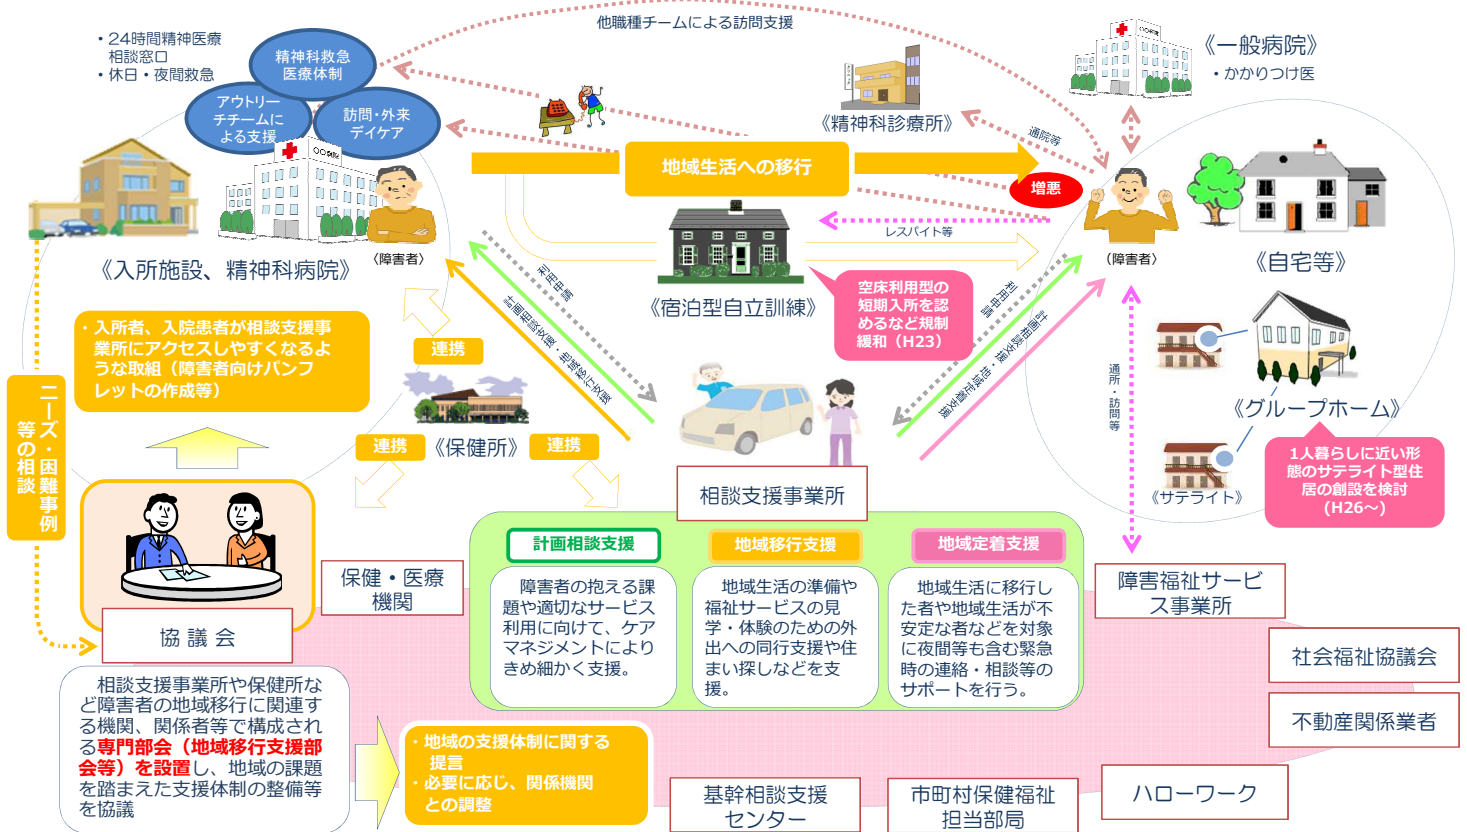 他職種チームによる訪問支援
・24時間精神医療
相談窓口
・休日・夜間救急
精神科救急
医療体制
アウトリー
チチームに
よる支援
訪問・外来
デイケア
《一般病院》
・かかりつけ医
《精神科診療所》
通院等
地域生活への移行
増悪
レスパイト等
《入所施設、精神科病院》
〈障害者〉
《宿泊型自立訓練》
空床利用型の
短期入所を認
めるなど規制
緩和（H23）
（障害者）
《自宅等》
利用申請
計画相談支援・地域移行支援
利用申請
計画相談支援・地域定着支援
・入所者、入院患者が相談支援事
業所にアクセスしやすくなるよ
うな取組（障害者向けパンフ
レットの作成等）
連携
連携
《保健所》
連携
通所・訪問等
《グループホーム》
《サテライト》
1人暮らしに近い形
態のサテライト型住
居の創設を検討
(H26～)
ニーズ・困難事例
等の相談
相談支援事業所
計画相談支援
障害者の抱える課
題や適切なサービス
利用に向けて、ケア
マネジメントにより
きめ細かく支援。
地域移行支援
地域生活の準備や
福祉サービスの見
学・体験のための外
出への同行支援や住
まい探しなどを支
援。
地域定着支援
地域生活に移行し
た者や地域生活が不
安定な者などを対象
に夜間等も含む緊急
時の連絡・相談等の
サポートを行う。
保健・医療
機関
障害福祉サービ
ス事業所
協議会
相談支援事業所や保健所な
ど障害者の地域移行に関連す
る機関、関係者等で構成され
る専門部会（地域移行支援部
会等）を設置し、地域の課題
を踏まえた支援体制の整備等
を協議
・地域の支援体制に関する
提言
・必要に応じ、関係機関
との調整
社会福祉協議会
不動産関係業者
ハローワーク
市町村保健福祉
担当部局
基幹相談支援
センター